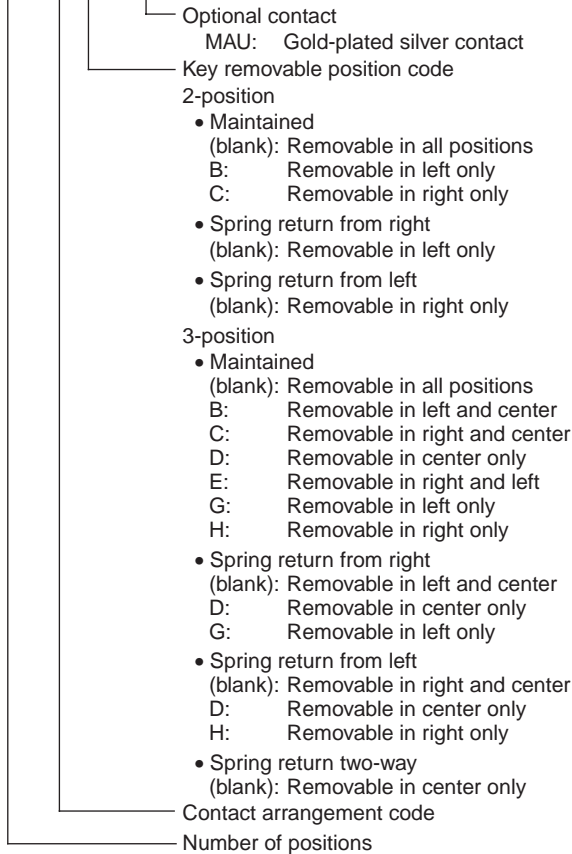 Optional contact
MAU: Gold-plated silver contact
Key removable position code
2-position
• Maintained
(blank): Removable in all positions
B: Removable in left only
C: Removable in right only
• Spring return from right
(blank): Removable in left only
• Spring return from left
(blank): Removable in right only
3-position
• Maintained
(blank): Removable in all positions
B: Removable in left and center
C: Removable in right and center
D: Removable in center only
E: Removable in right and left
G: Removable in left only
H: Removable in right only
• Spring return from right
(blank): Removable in left and center
D: Removable in center only
G: Removable in left only
• Spring return from left
(blank): Removable in right and center
D: Removable in center only
H: Removable in right only
• Spring return two-way
(blank): Removable in center only
Contact arrangement code
Number of positions